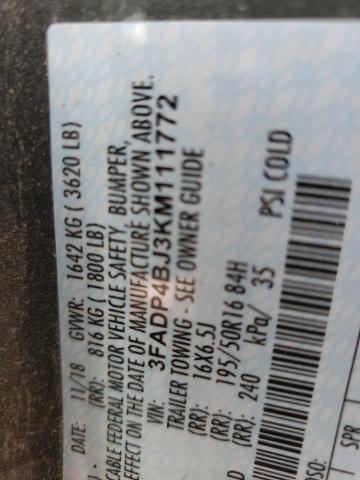 DATE: 11/18 GVWR: 1642 KG ( 3620 LB)
(RR): 816 KG (1800 LB)
CABLE FEDERAL MOTOR VEHICLE SAFETY, BUMPER,
EFFECT ON THE DATE OF MANUFACTURE SHOWN ABOVE.
VIN: 3FADP4BJ3KM111772
TRAILER TOWING - SEE OWNER GUIDE
(RR): 16X6.5J
(RR): 195/50R16 84H
(RR): 240 kPa/ 35 PSI COLD
PSO:
SPR